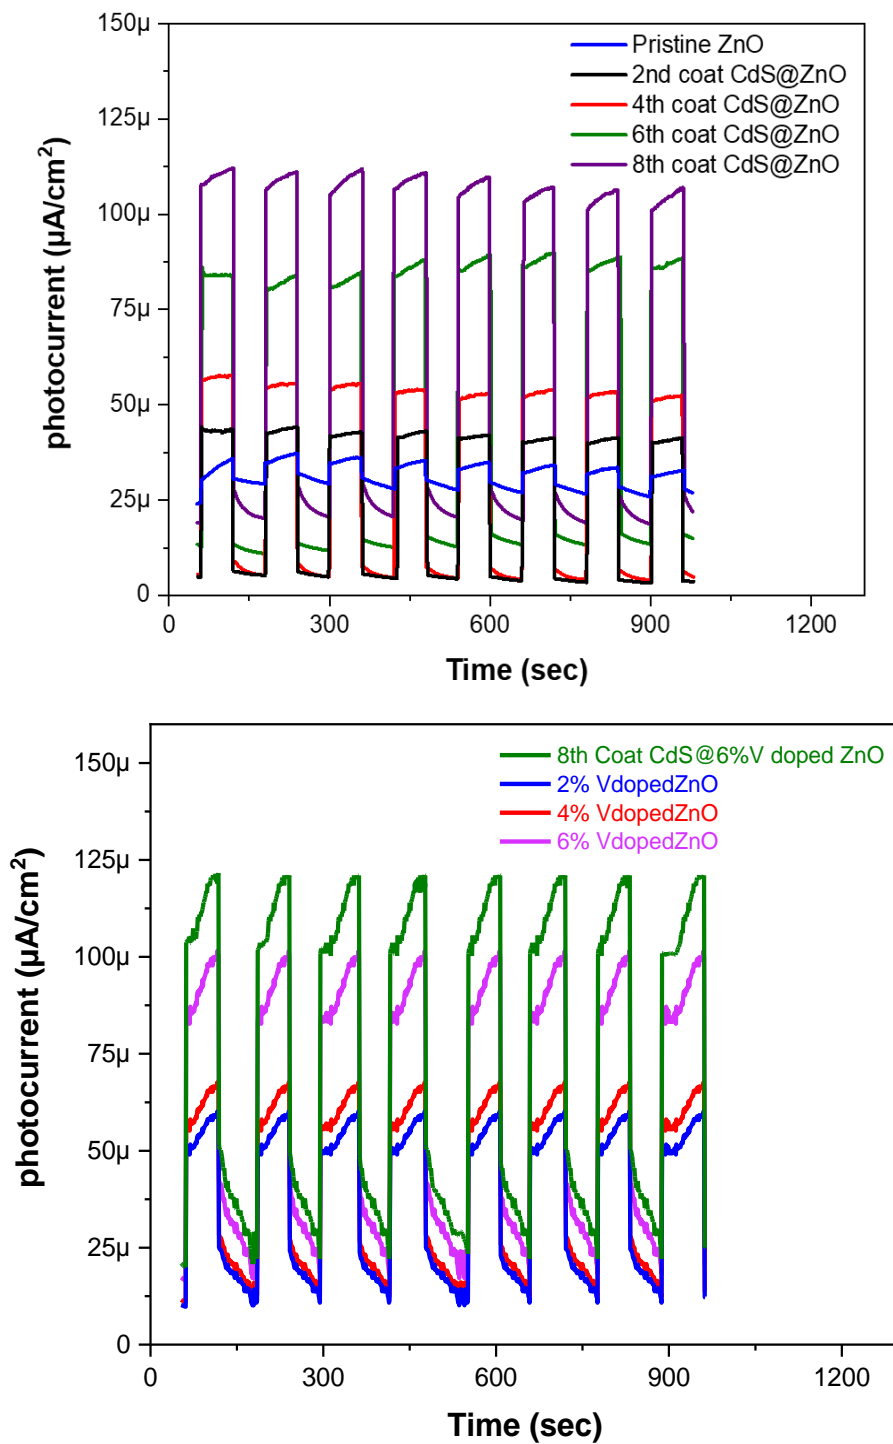 150µ
125µ
100µ
75µ
50µ
25µ
0
photocurrent (µA/cm²)
Pristine ZnO
2nd coat CdS@ZnO
4th coat CdS@ZnO
6th coat CdS@ZnO
8th coat CdS@ZnO
0 300 600 900 1200
Time (sec)
150µ
125µ
100µ
75µ
50µ
25µ
0
photocurrent (µA/cm²)
8th Coat CdS@6%V doped ZnO
2% VdopedZnO
4% VdopedZnO
6% VdopedZnO
0 300 600 900 1200
Time (sec)